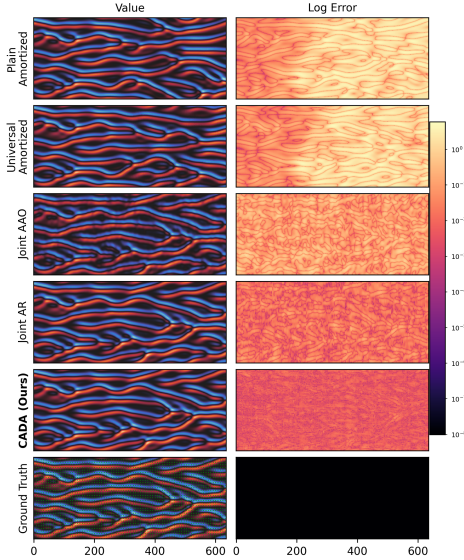 Value
Log Error
Plain
Amortized
Universal
Amortized
Joint AAO
Joint AR
CADA (Ours)
Ground Truth
0
200
400
600
0
200
400
600
10⁰